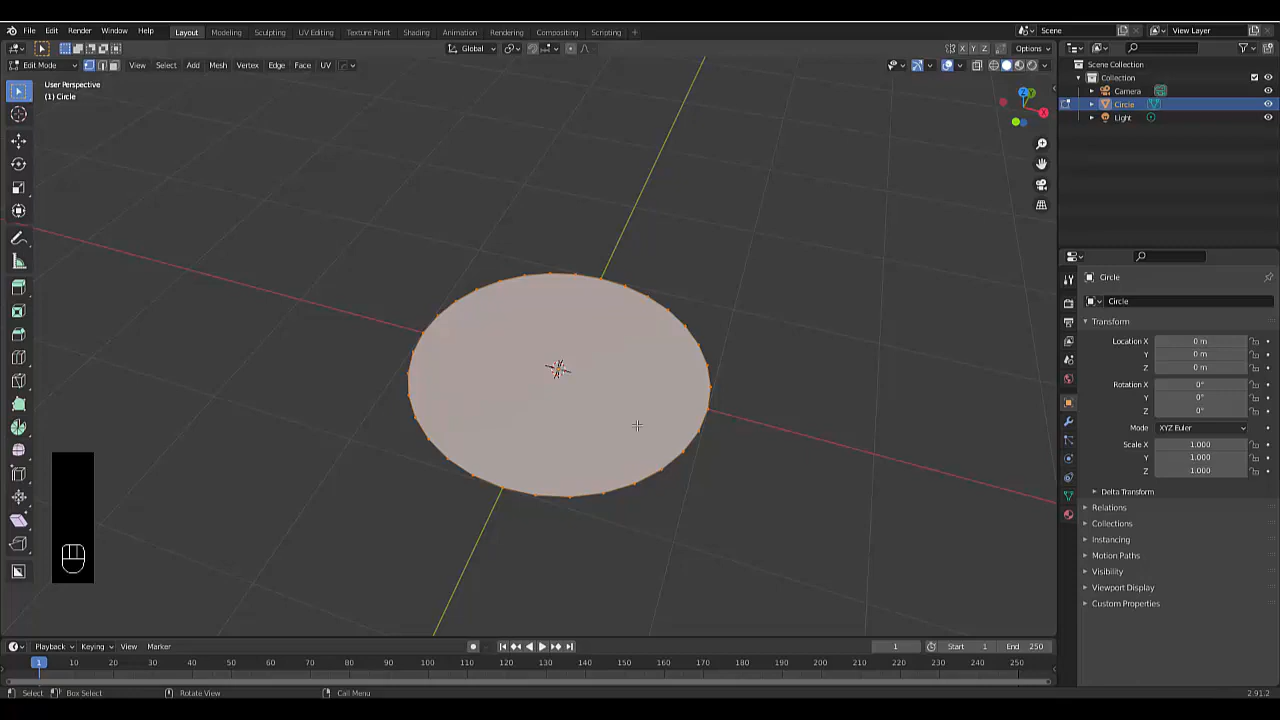 File Edit Render Window Help Layout Modeling Sculpting UV Editing Texture Paint Shading Animation Rendering Compositing Scripting + Scene View Layer
Global X Y Z Options
Edit Mode View Select Add Mesh Vertex Edge Face UV
User Perspective
(1) Circle
Scene Collection
Collection
Camera
Circle
Light
Z
Y
X
Circle
Circle
Transform
Location X 0 m
Y 0 m
Z 0 m
Rotation X 0°
Y 0°
Z 0°
Mode XYZ Euler
Scale X 1.000
Y 1.000
Z 1.000
Delta Transform
Relations
Collections
Instancing
Motion Paths
Visibility
Viewport Display
Custom Properties
Playback Keying View Marker 1 Start 1 End 250
1 10 20 30 40 50 60 70 80 90 100 110 120 130 140 150 160 170 180 190 200 210 220 230 240 250
Select Box Select Rotate View Call Menu 2.91.2